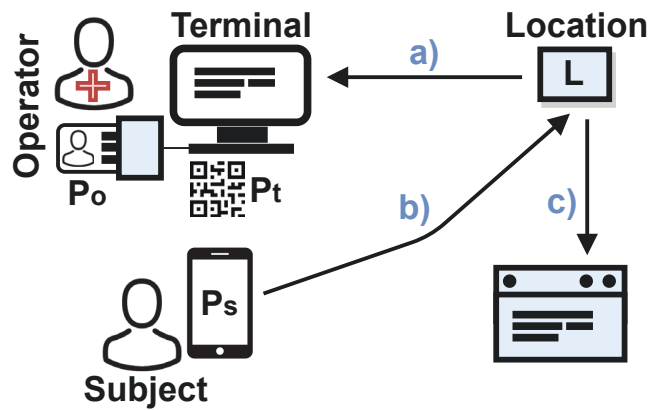 Terminal
Location
Operator
a)
L
Po
Pt
b)
c)
Ps
Subject